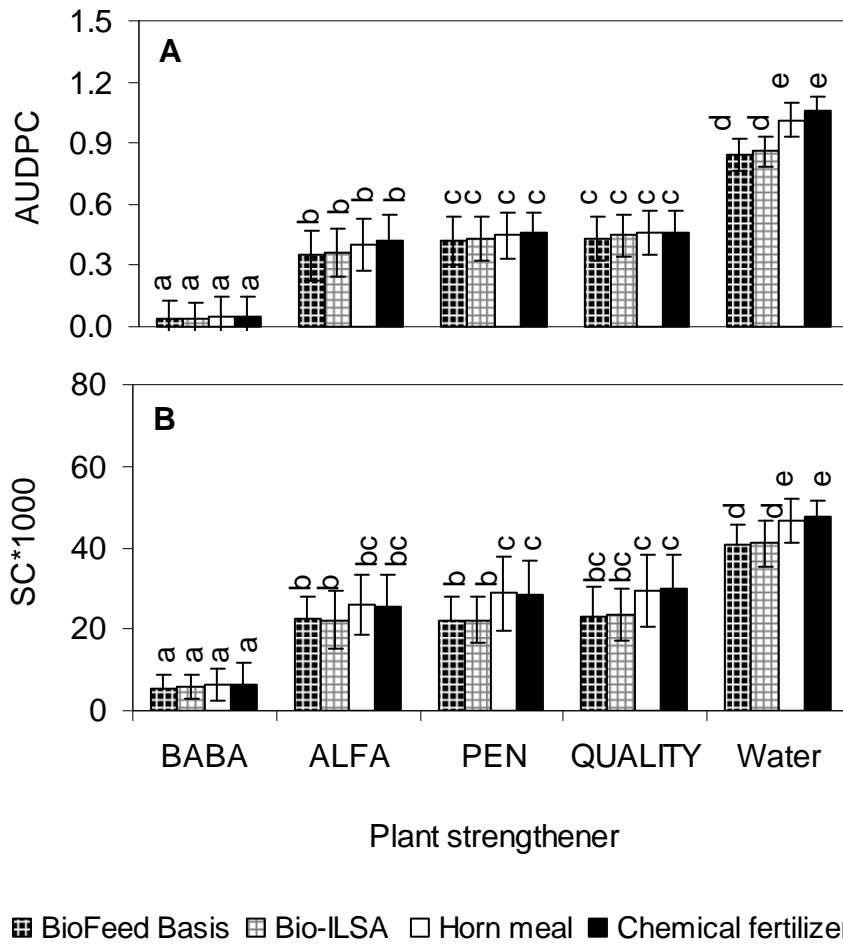 1.5
A
1.2
0.9
0.6
0.3
0.0
AUDPC
a a a a
b b b b
c c c c
c c c c
d d e e
80
B
60
40
20
0
SC*1000
a a a a
b b bc bc
b b c c
bc bc c c
d d e e
BABA ALFA PEN QUALITY Water
Plant strengthener
BioFeed Basis Bio-ILSA Horn meal Chemical fertilizer